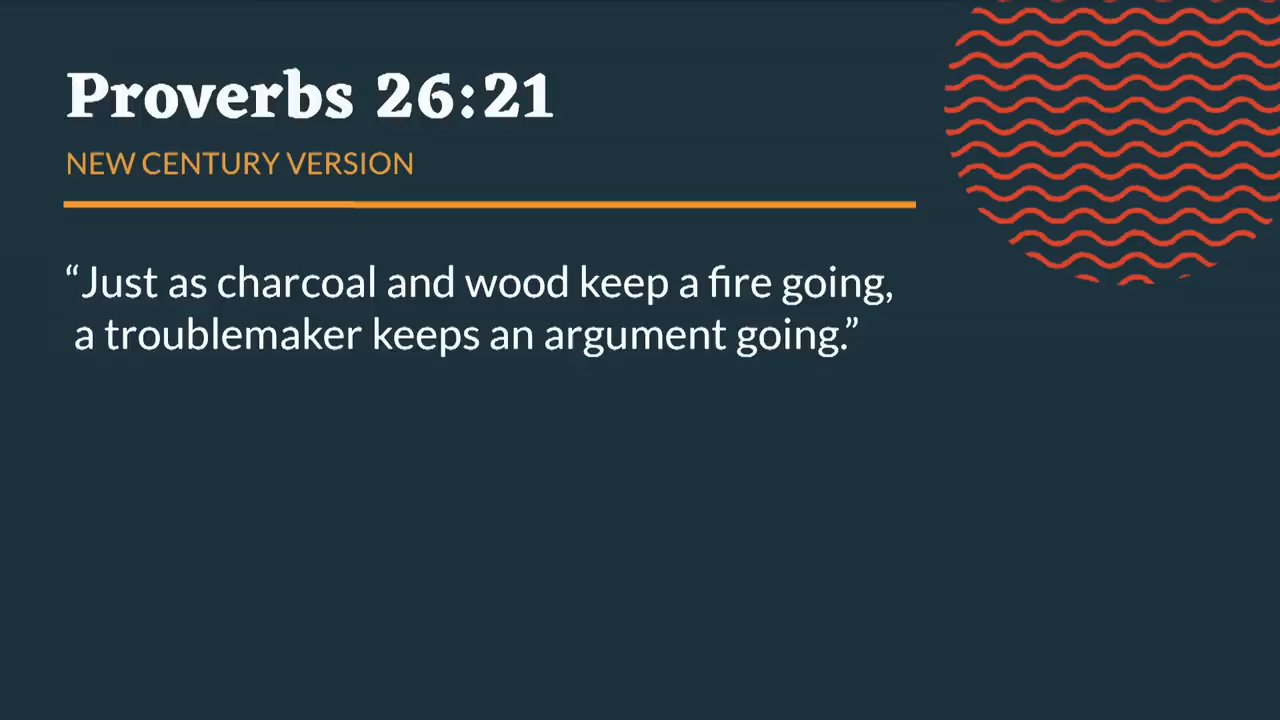 Proverbs 26:21
NEW CENTURY VERSION
“Just as charcoal and wood keep a fire going,
a troublemaker keeps an argument going.”